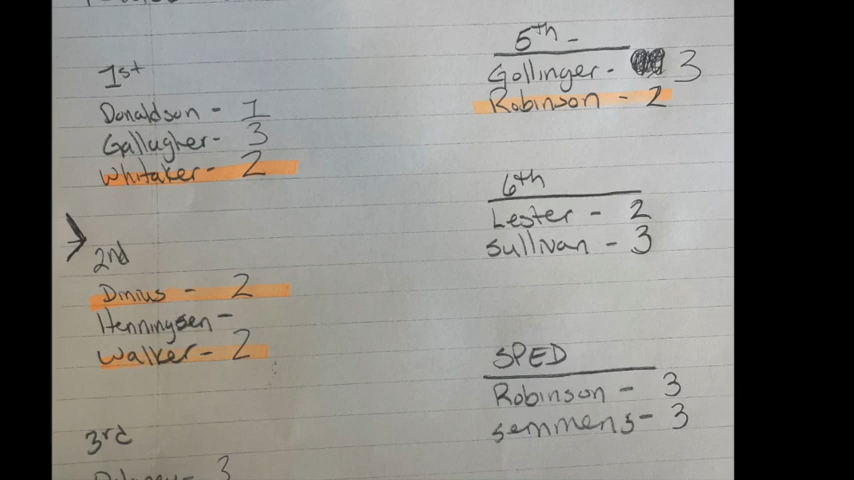 1st
Donaldson - 1
Gallagher - 3
Whitaker - 2
2nd
Dinius - 2
Henningsen -
Walker - 2
3rd
3
5th -
Gollinger - 3
Robinson - 2
6th
Lester - 2
Sullivan - 3
SPED
Robinson - 3
Semmens - 3